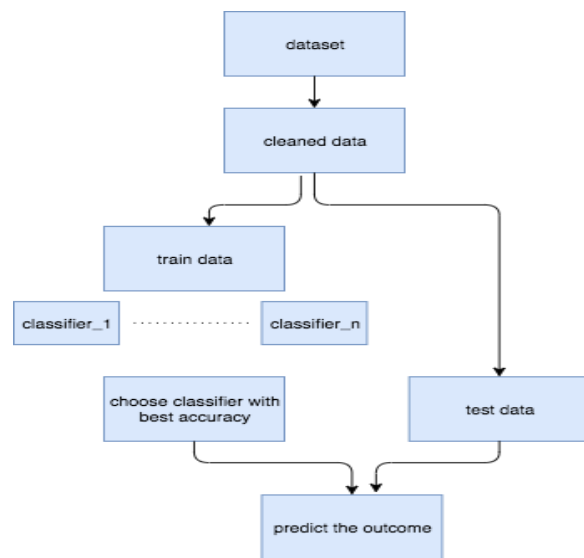 dataset
cleaned data
train data
classifier_1
classifier_n
choose classifier with
best accuracy
test data
predict the outcome